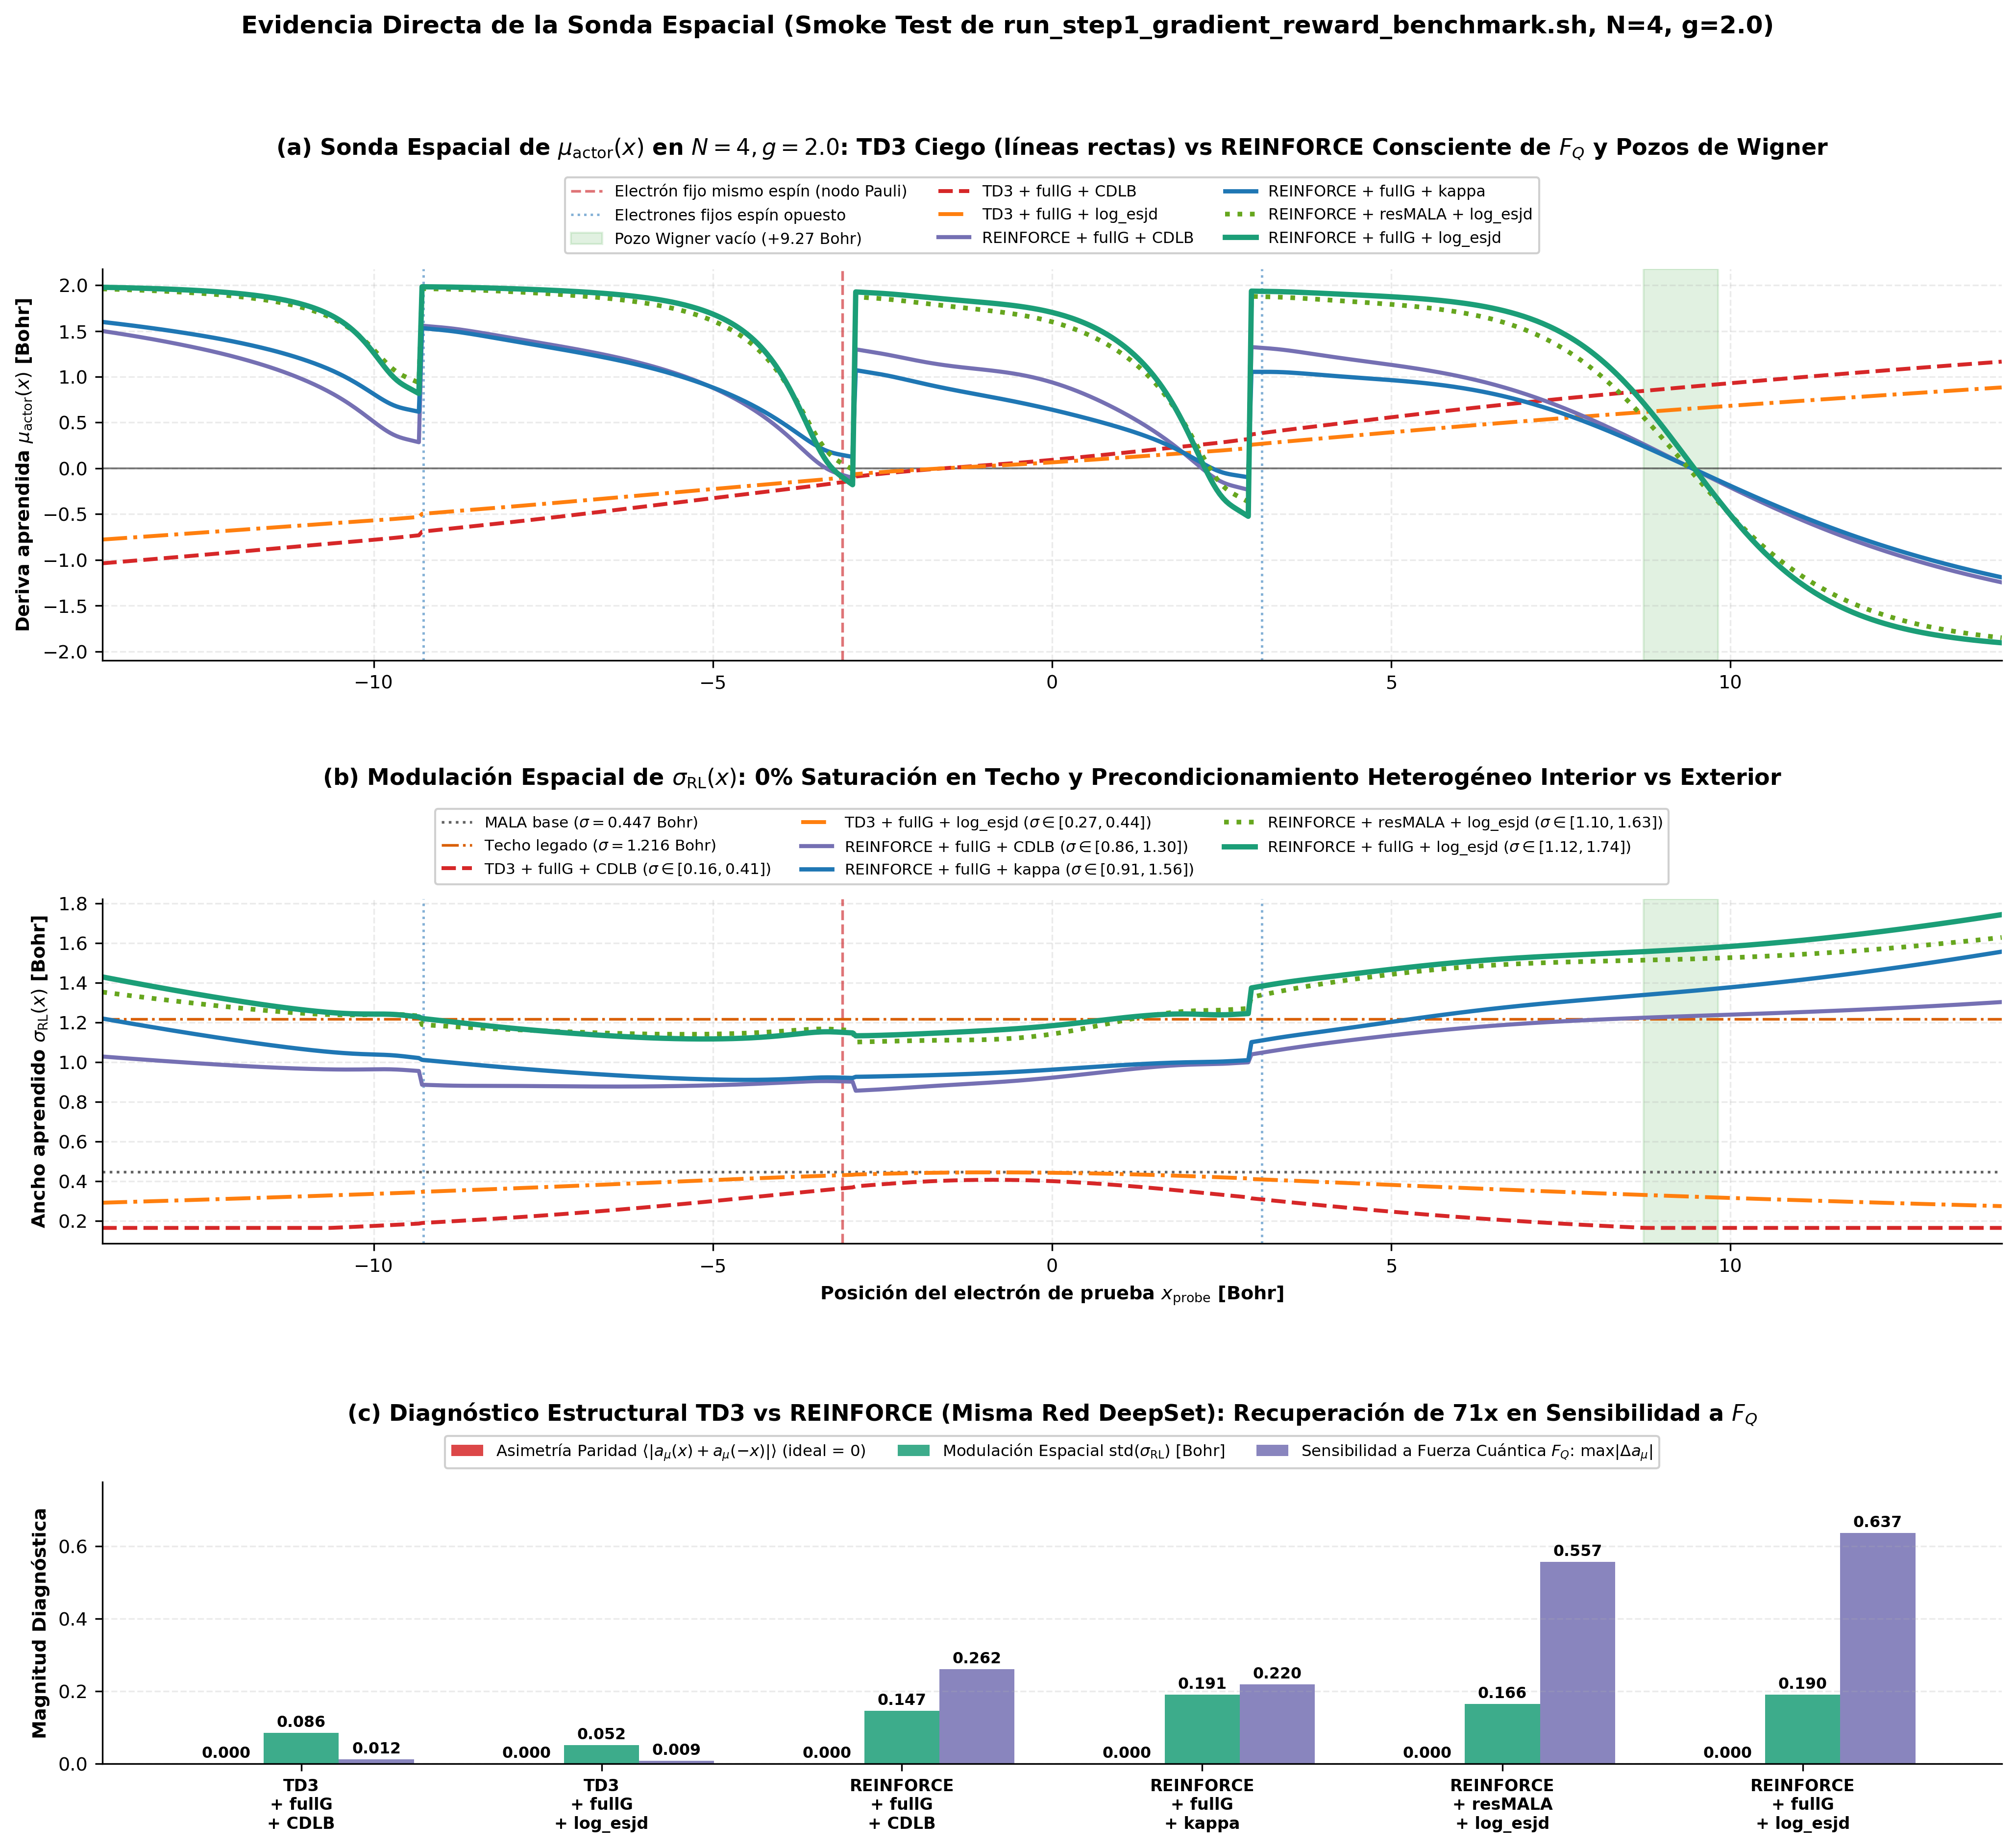 Evidencia Directa de la Sonda Espacial (Smoke Test de run_step1_gradient_reward_benchmark.sh, N=4, g=2.0)
(a) Sonda Espacial de μ_actor(x) en N = 4, g = 2.0: TD3 Ciego (líneas rectas) vs REINFORCE Consciente de F_Q y Pozos de Wigner
Electrón fijo mismo espín (nodo Pauli)
Electrones fijos espín opuesto
Pozo Wigner vacío (+9.27 Bohr)
TD3 + fullG + CDLB
TD3 + fullG + log_esjd
REINFORCE + fullG + CDLB
REINFORCE + fullG + kappa
REINFORCE + resMALA + log_esjd
REINFORCE + fullG + log_esjd
Deriva aprendida μ_actor(x) [Bohr]
2.0
1.5
1.0
0.5
0.0
−0.5
−1.0
−1.5
−2.0
−10
−5
0
5
10
(b) Modulación Espacial de σ_RL(x): 0% Saturación en Techo y Precondicionamiento Heterogéneo Interior vs Exterior
MALA base (σ = 0.447 Bohr)
Techo legado (σ = 1.216 Bohr)
TD3 + fullG + CDLB (σ ∈ [0.16, 0.41])
TD3 + fullG + log_esjd (σ ∈ [0.27, 0.44])
REINFORCE + fullG + CDLB (σ ∈ [0.86, 1.30])
REINFORCE + fullG + kappa (σ ∈ [0.91, 1.56])
REINFORCE + resMALA + log_esjd (σ ∈ [1.10, 1.63])
REINFORCE + fullG + log_esjd (σ ∈ [1.12, 1.74])
Ancho aprendido σ_RL(x) [Bohr]
1.8
1.6
1.4
1.2
1.0
0.8
0.6
0.4
0.2
−10
−5
0
5
10
Posición del electrón de prueba x_probe [Bohr]
(c) Diagnóstico Estructural TD3 vs REINFORCE (Misma Red DeepSet): Recuperación de 71x en Sensibilidad a F_Q
Asimetría Paridad ⟨|a_μ(x) + a_μ(−x)|⟩ (ideal = 0)
Modulación Espacial std(σ_RL) [Bohr]
Sensibilidad a Fuerza Cuántica F_Q: max|Δa_μ|
Magnitud Diagnóstica
0.6
0.4
0.2
0.0
0.000 0.086 0.012
0.000 0.052 0.009
0.000 0.147 0.262
0.000 0.191 0.220
0.000 0.166 0.557
0.000 0.190 0.637
TD3
+ fullG
+ CDLB
TD3
+ fullG
+ log_esjd
REINFORCE
+ fullG
+ CDLB
REINFORCE
+ fullG
+ kappa
REINFORCE
+ resMALA
+ log_esjd
REINFORCE
+ fullG
+ log_esjd